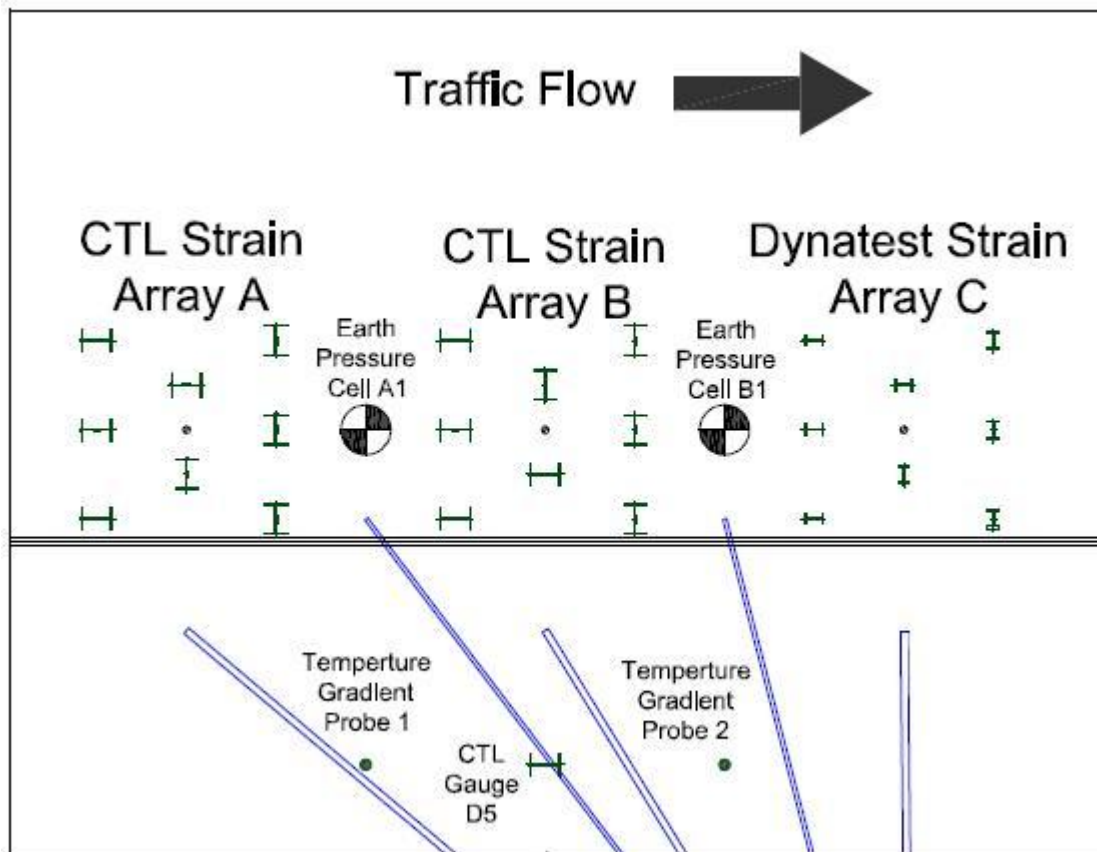 Traffic Flow
CTL Strain
Array A
CTL Strain
Array B
Dynatest Strain
Array C
Earth
Pressure
Cell A1
Earth
Pressure
Cell B1
Temperture
Gradient
Probe 1
Temperture
Gradient
Probe 2
CTL
Gauge
D5